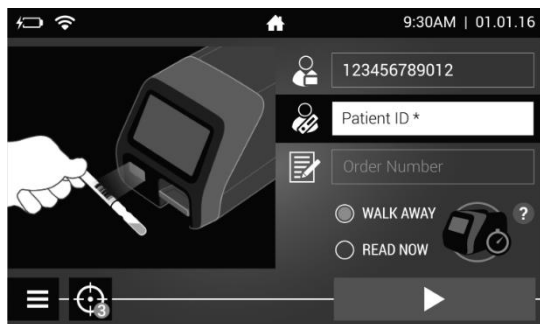 9:30AM | 01.01.16
123456789012
Patient ID *
Order Number
WALK AWAY
?
READ NOW
3